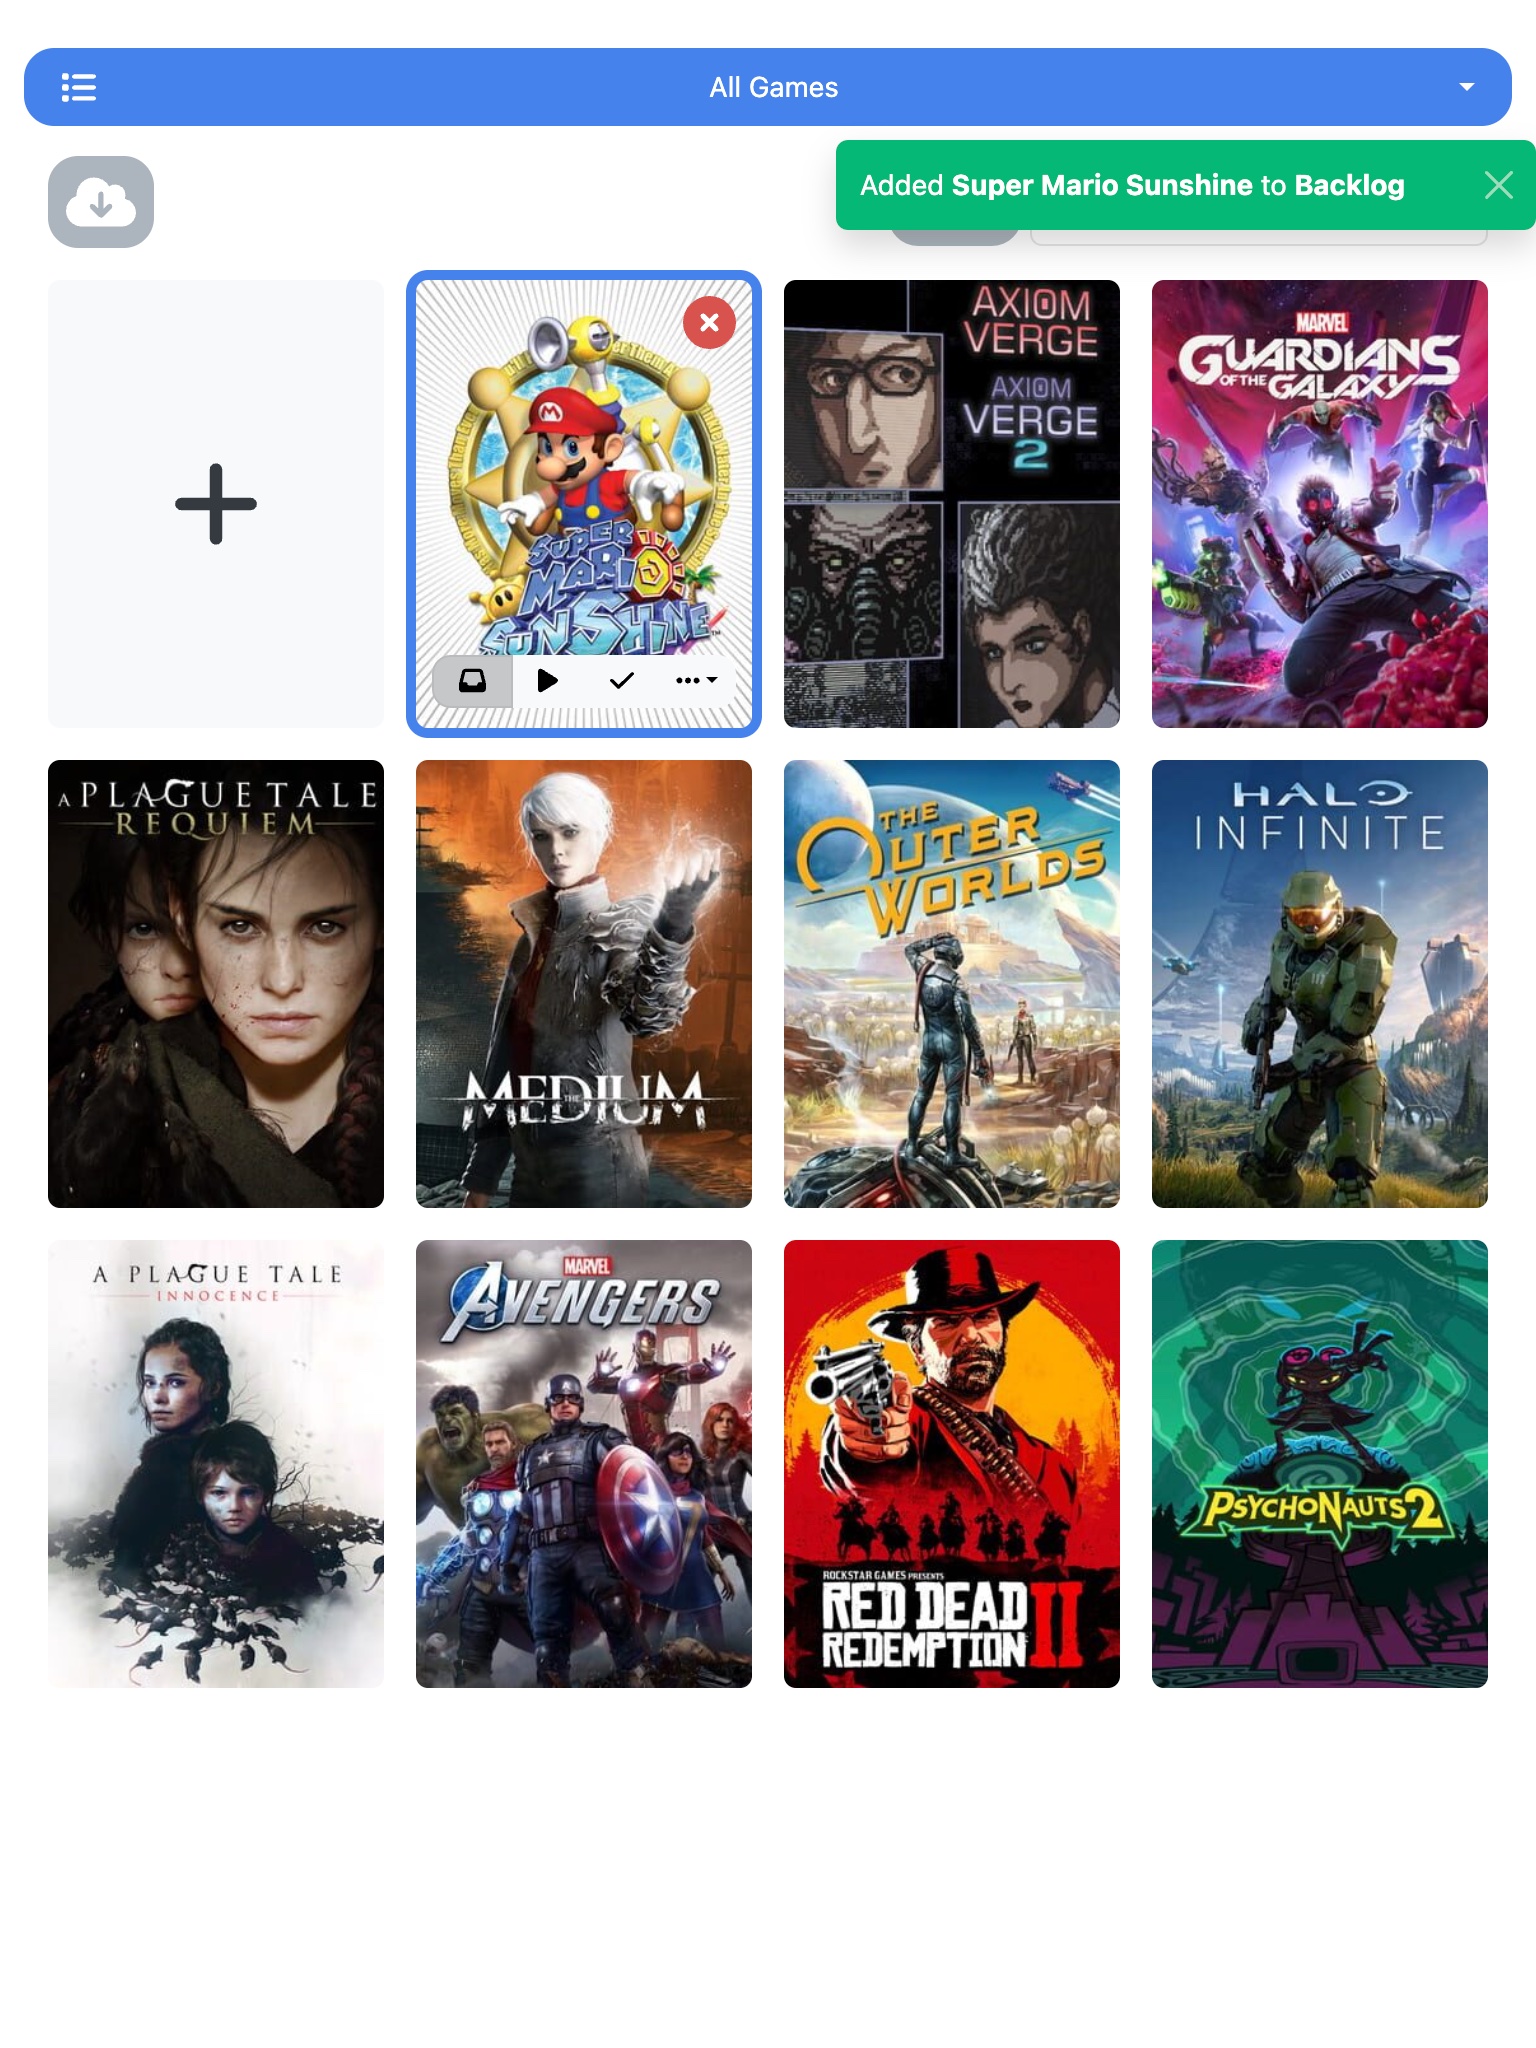 All Games
Added Super Mario Sunshine to Backlog
SUPER
MARIO
SUNSHINE
AXIOM
VERGE
AXIOM
VERGE
2
MARVEL
GUARDIANS
OF THE GALAXY
A PLAGUE TALE
REQUIEM
THE
MEDIUM
THE
OUTER
WORLDS
HALO
INFINITE
A PLAGUE TALE
INNOCENCE
MARVEL
AVENGERS
ROCKSTAR GAMES PRESENTS
RED DEAD
REDEMPTION II
PSYCHONAUTS 2